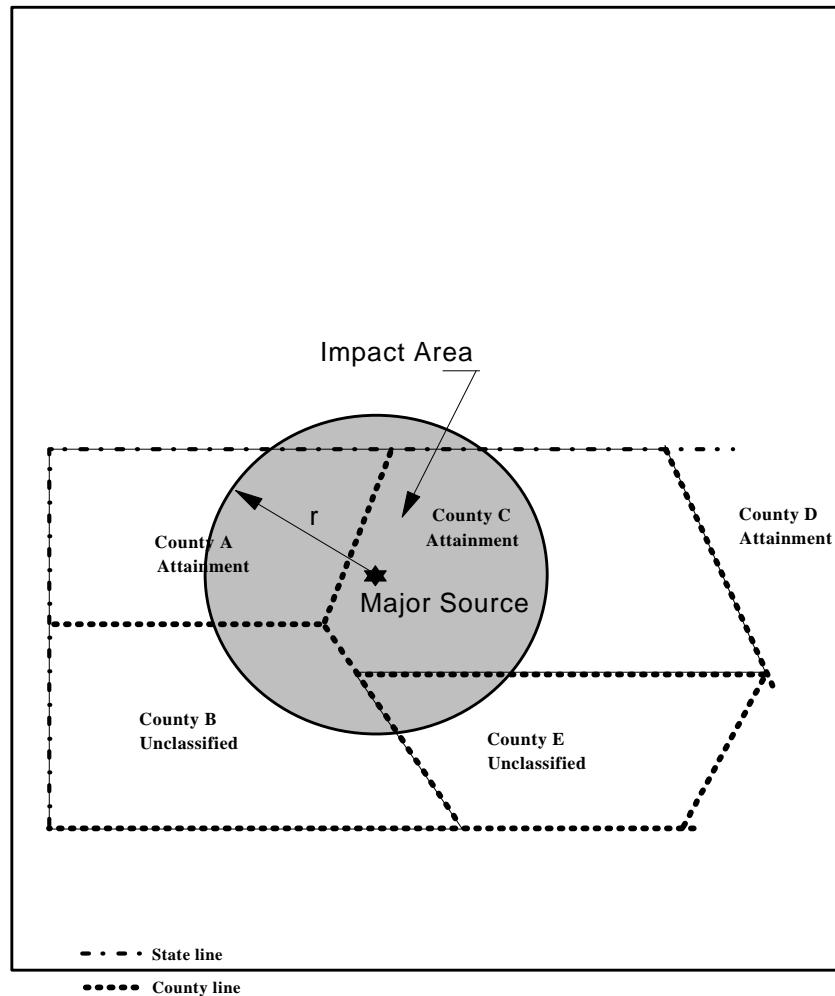 Impact Area
r
County A
Attainment
County C
Attainment
County D
Attainment
Major Source
County B
Unclassified
County E
Unclassified
State line
County line